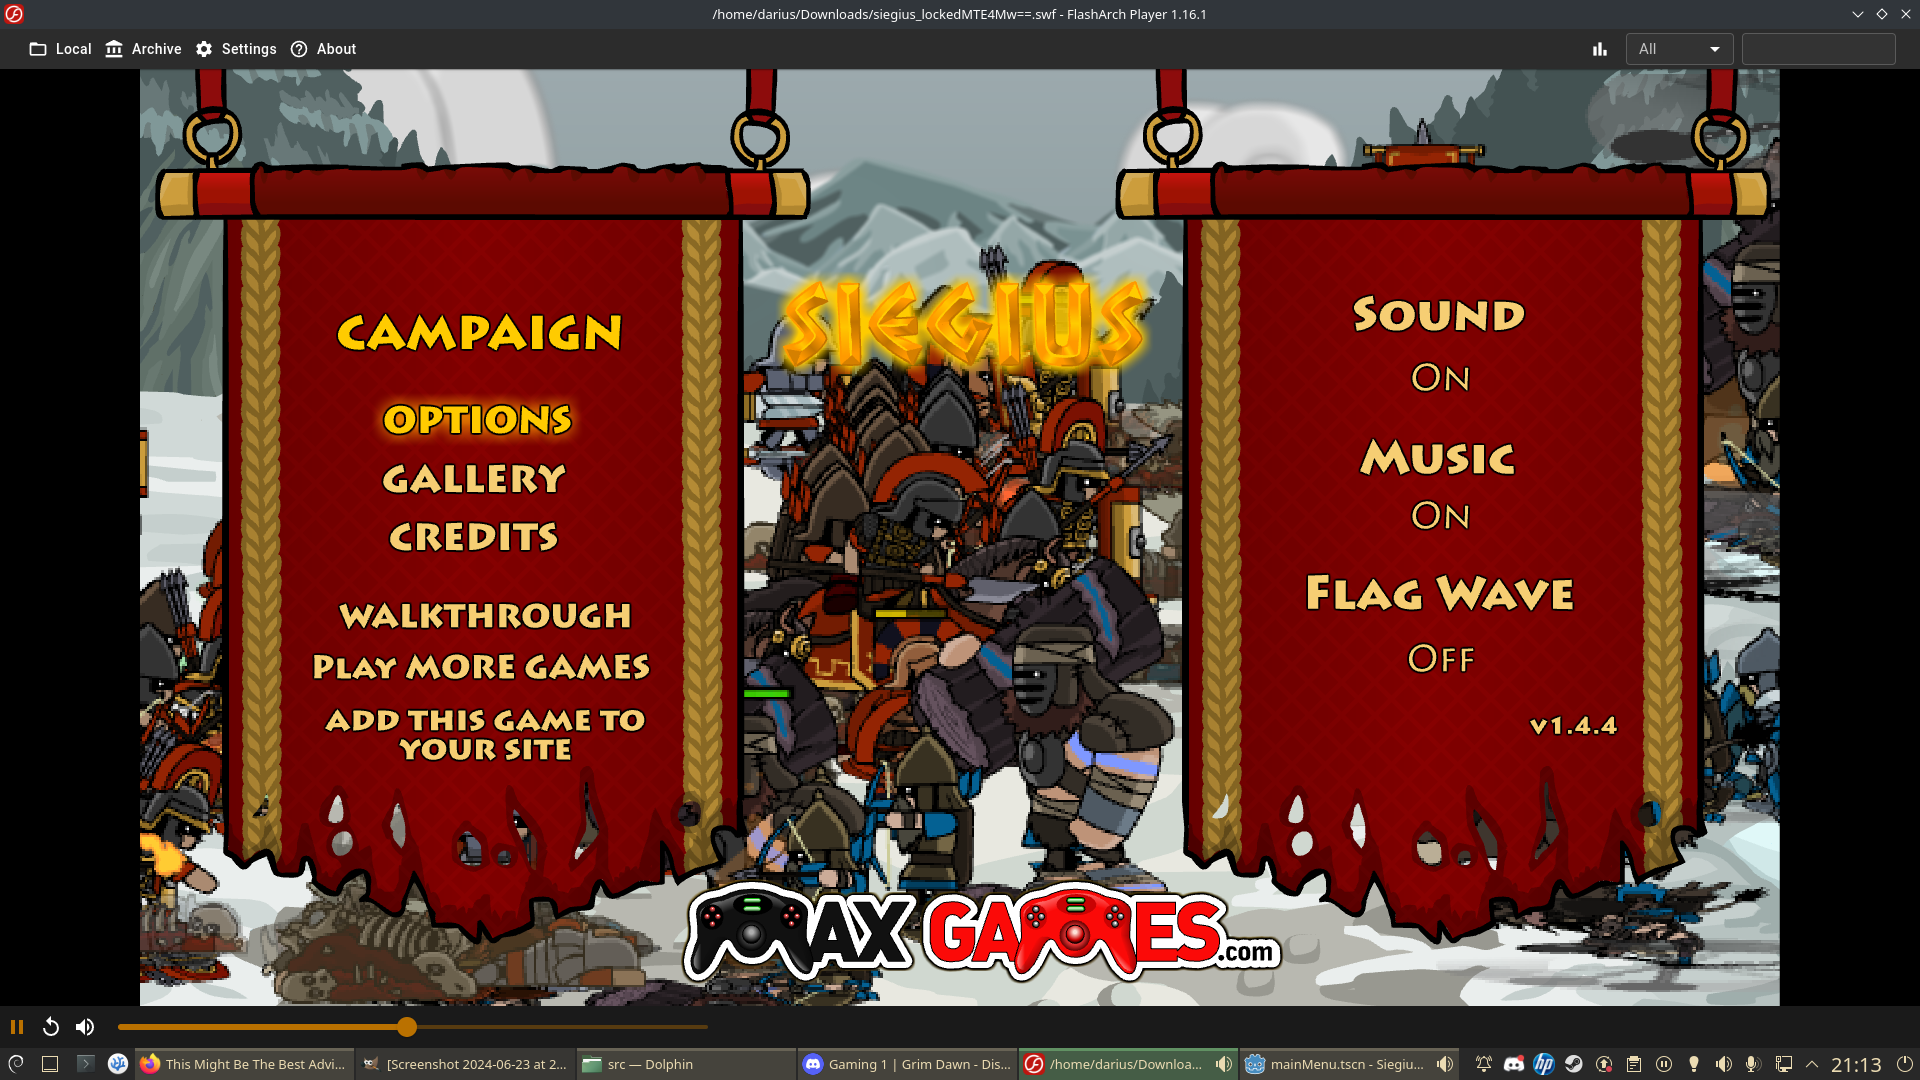 /home/darius/Downloads/siegius_lockedMTE4Mw==.swf - FlashArch Player 1.16.1
Local Archive Settings About All
SIEGIUS
CAMPAIGN
OPTIONS
GALLERY
CREDITS
WALKTHROUGH
PLAY MORE GAMES
ADD THIS GAME TO
YOUR SITE
SOUND
ON
MUSIC
ON
FLAG WAVE
OFF
v1.4.4
MAX GAMES.com
This Might Be The Best Advi... [Screenshot 2024-06-23 at 2... src — Dolphin Gaming 1 | Grim Dawn - Dis... /home/darius/Downloa... mainMenu.tscn - Siegiu... hp 21:13